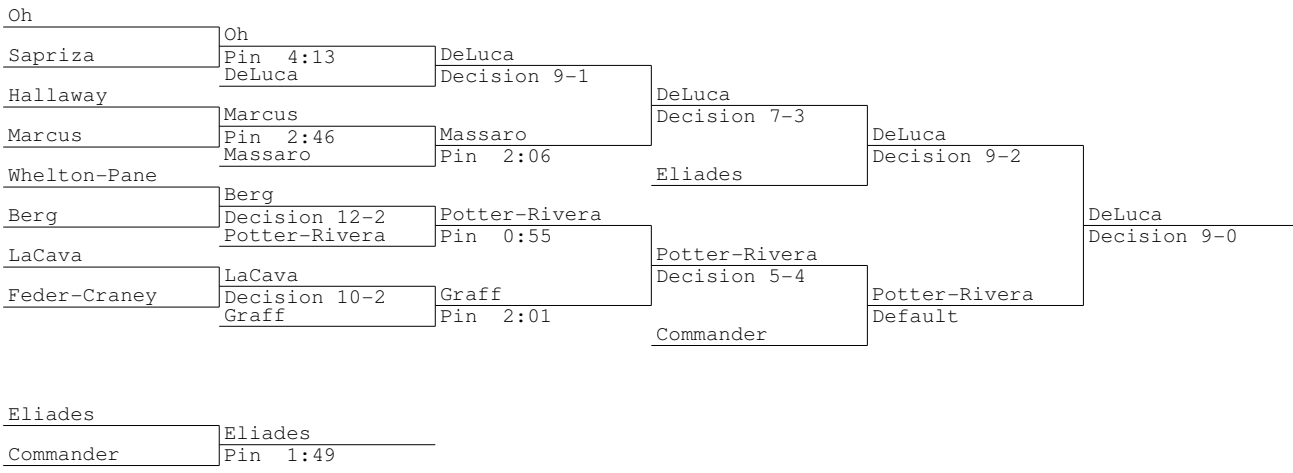 Oh
Oh
Sapriza
Pin 4:13
DeLuca
DeLuca
Decision 9-1
Hallaway
DeLuca
Marcus
Decision 7-3
Marcus
Pin 2:46
Massaro
DeLuca
Massaro
Pin 2:06
Decision 9-2
Whelton-Pane
Eliades
Berg
Berg
Decision 12-2
Potter-Rivera
DeLuca
Potter-Rivera
Pin 0:55
Decision 9-0
LaCava
Potter-Rivera
LaCava
Decision 5-4
Feder-Craney
Decision 10-2
Graff
Potter-Rivera
Graff
Pin 2:01
Default
Commander
Eliades
Eliades
Commander
Pin 1:49